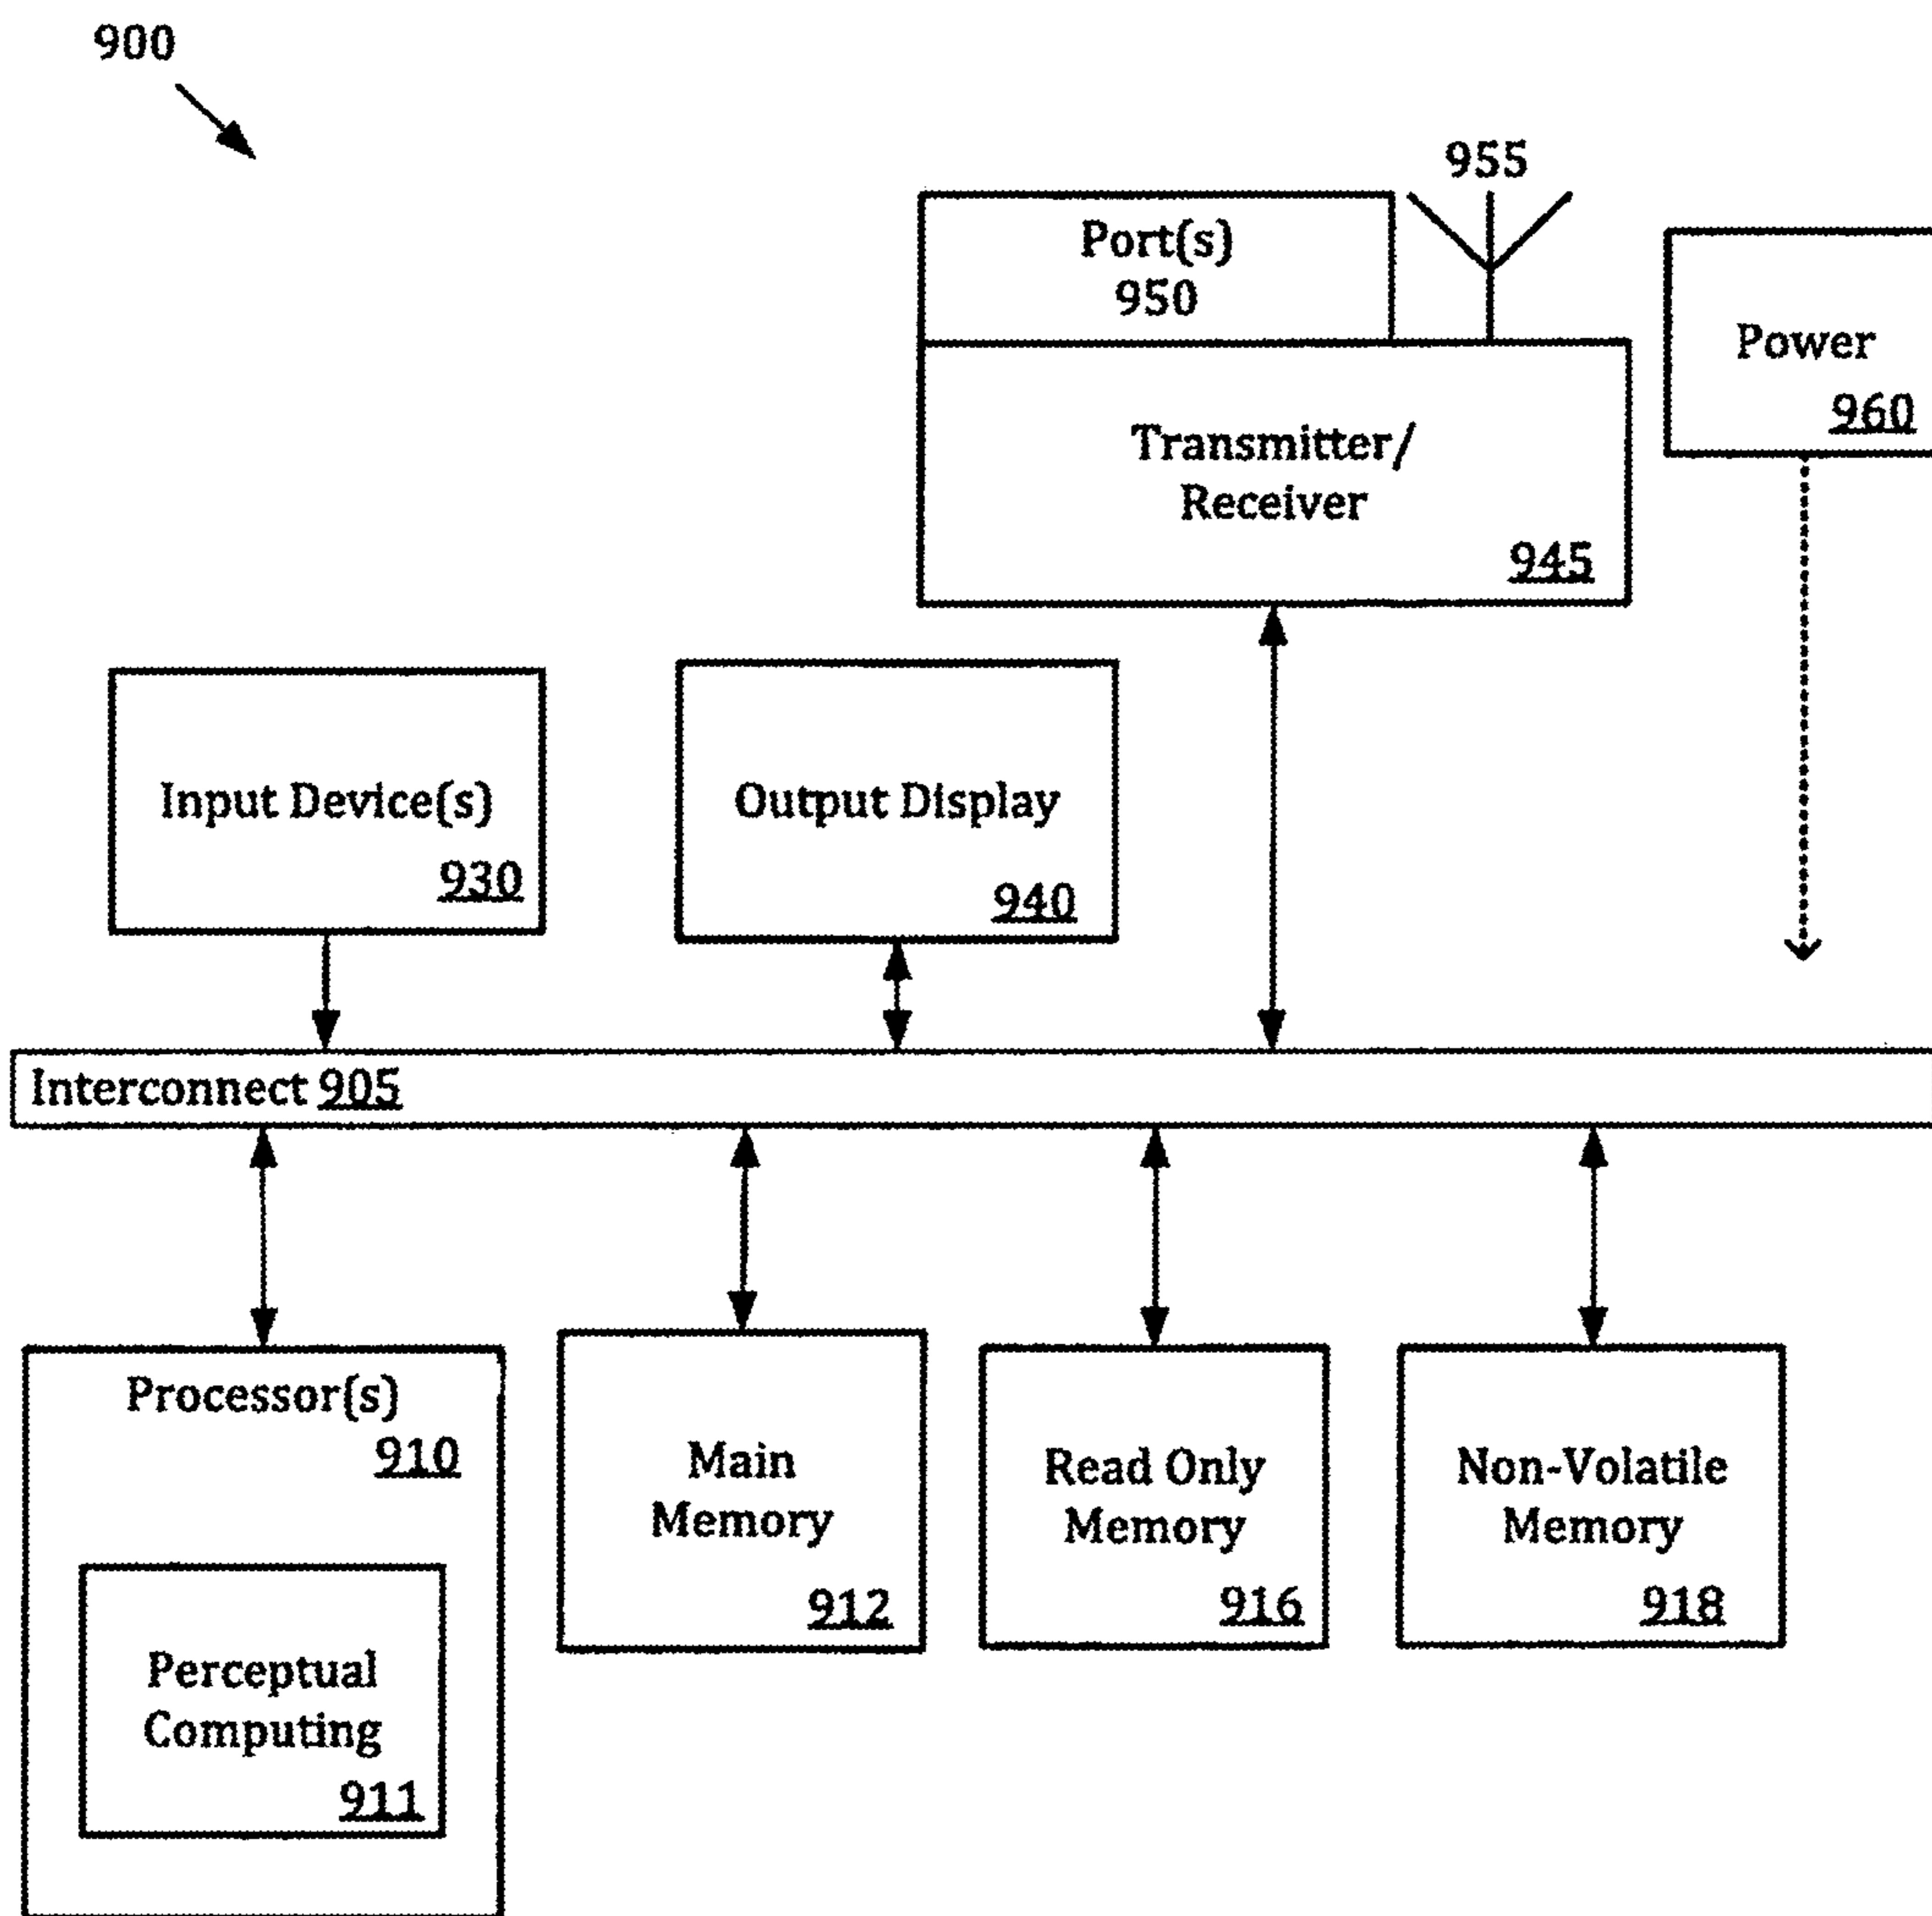 900
955
Port(s)
950
Power
960
Transmitter/
Receiver
945
Input Device(s)
930
Output Display
940
Interconnect 905
Processor(s)
910
Perceptual
Computing
911
Main
Memory
912
Read Only
Memory
916
Non-Volatile
Memory
918